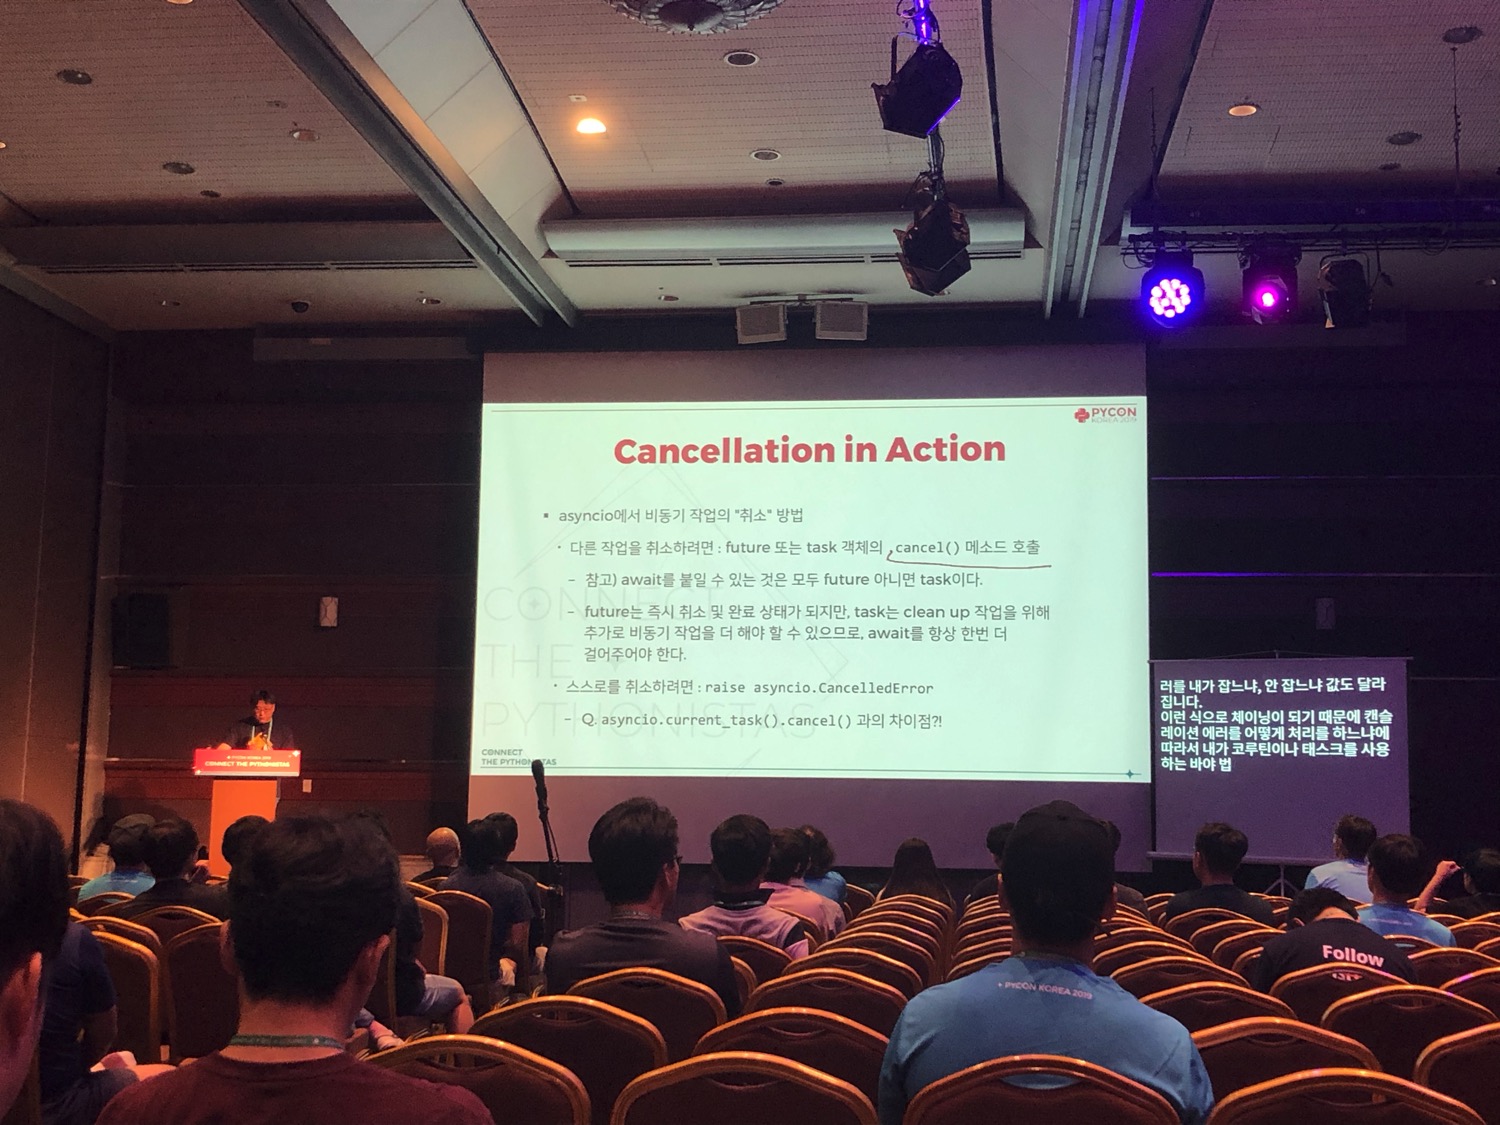 PYCON
KOREA 2019
Cancellation in Action
▪ asyncio에서 비동기 작업의 "취소" 방법
· 다른 작업을 취소하려면 : future 또는 task 객체의 .cancel() 메소드 호출
– 참고) await를 붙일 수 있는 것은 모두 future 아니면 task이다.
– future는 즉시 취소 및 완료 상태가 되지만, task는 clean up 작업을 위해
추가로 비동기 작업을 더 해야 할 수 있으므로, await를 항상 한번 더
걸어주어야 한다.
· 스스로를 취소하려면 : raise asyncio.CancelledError
– Q. asyncio.current_task().cancel() 과의 차이점?!
CONNECT
THE
PYTHONISTAS
CONNECT
THE PYTHONISTAS
러를 내가 잡느냐, 안 잡느냐 값도 달라
집니다.
이런 식으로 체이닝이 되기 때문에 캔슬
레이션 에러를 어떻게 처리를 하느냐에
따라서 내가 코루틴이나 태스크를 사용
하는 바야 법
PYCON KOREA 2019
CONNECT THE PYTHONISTAS
+ PYCON KOREA 2019
Follow